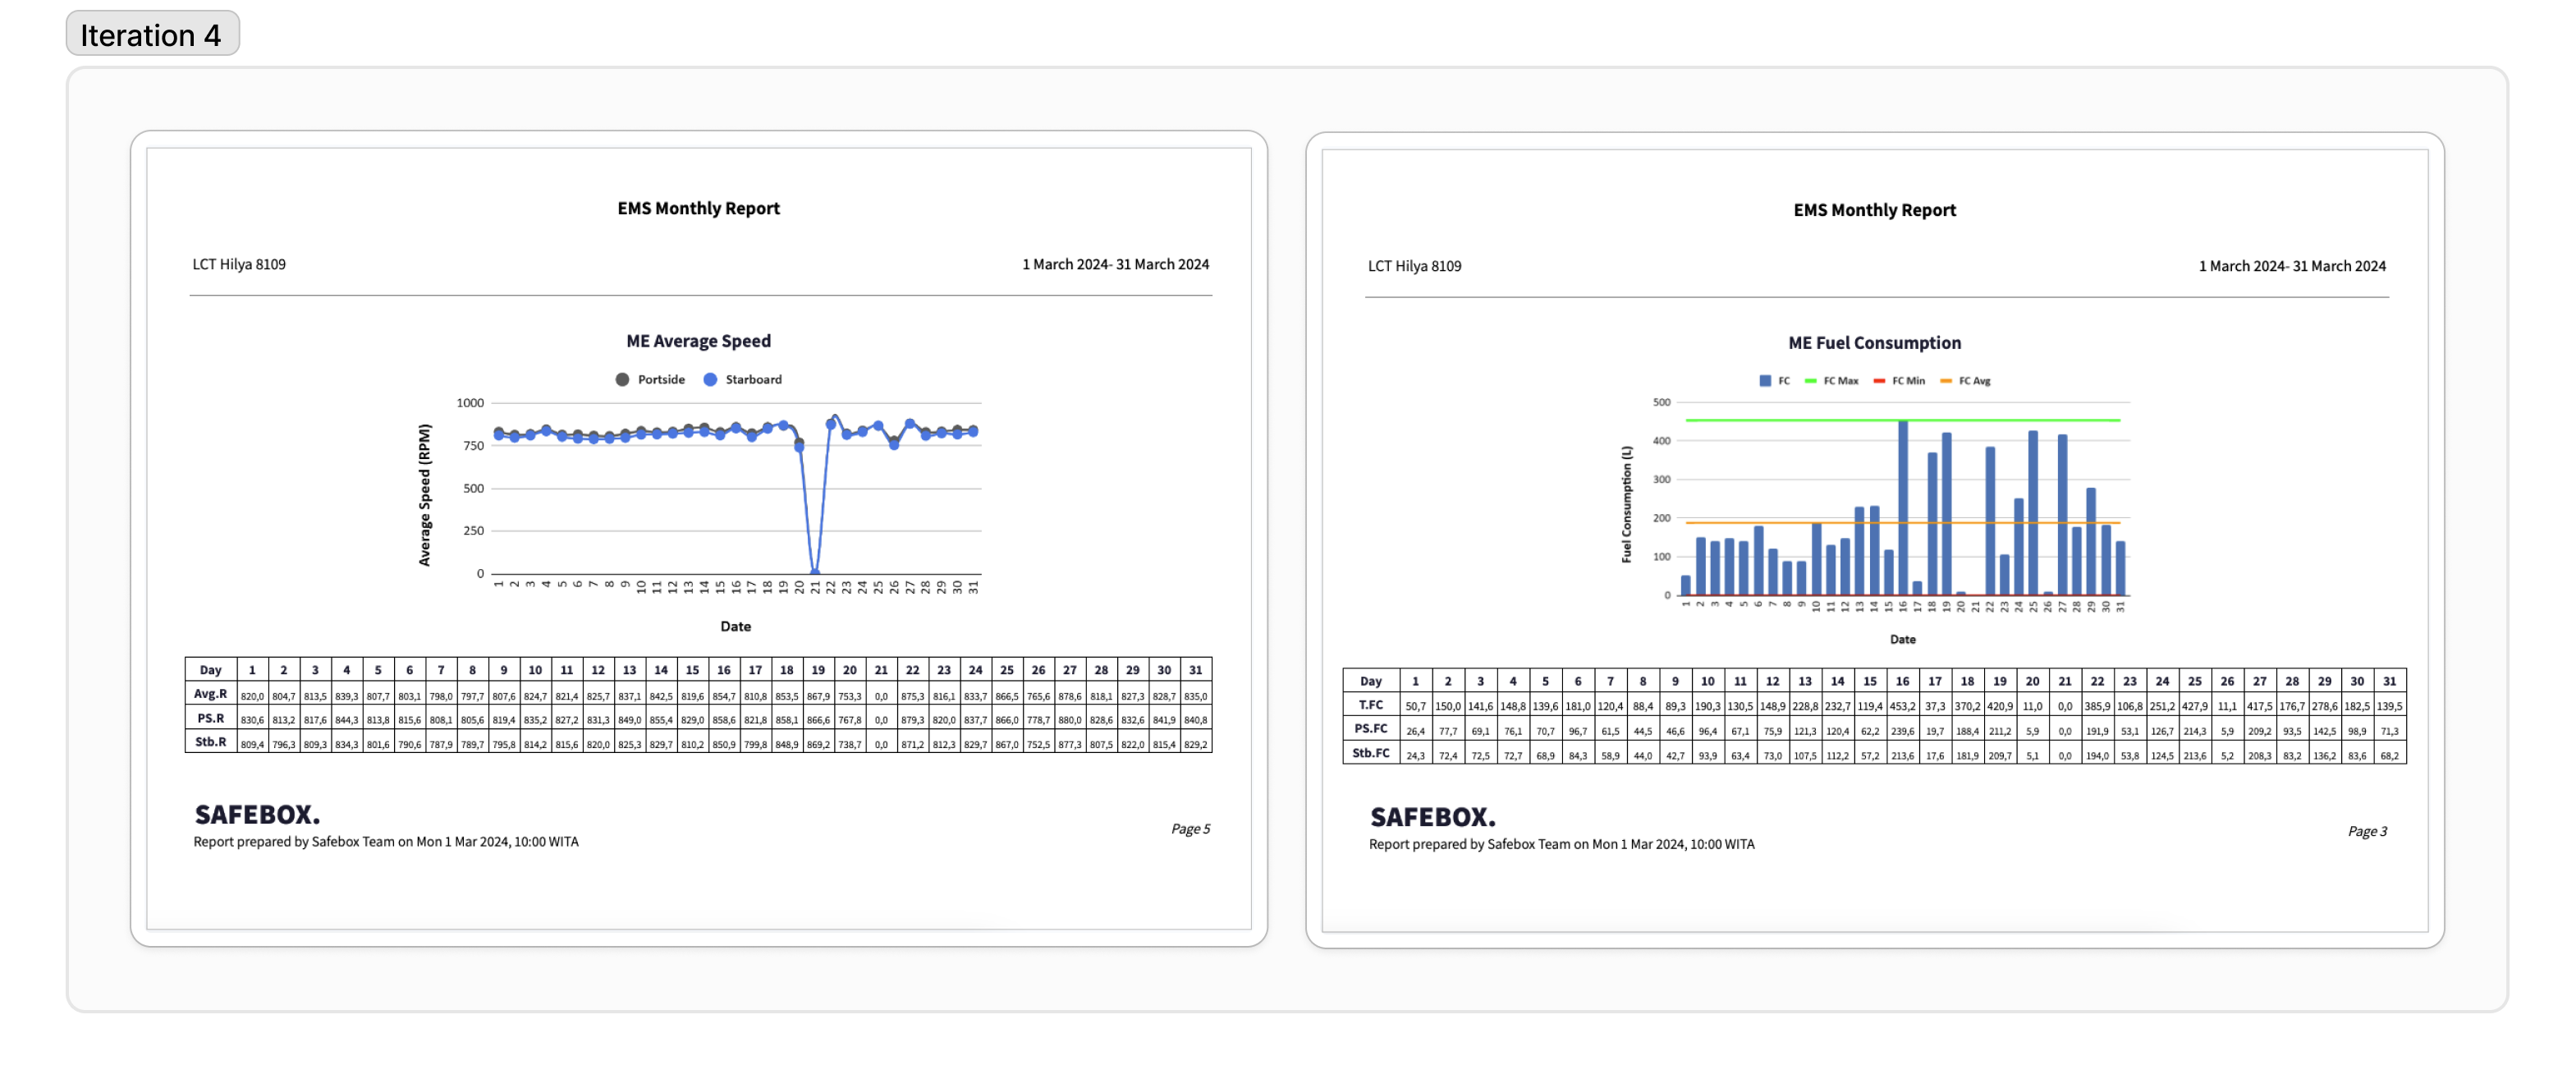 Iteration 4
EMS Monthly Report
LCT Hilya 8109
1 March 2024- 31 March 2024
ME Average Speed
Portside Starboard
Average Speed (RPM)
1000
750
500
250
0
1 2 3 4 5 6 7 8 9 10 11 12 13 14 15 16 17 18 19 20 21 22 23 24 25 26 27 28 29 30 31
Date
Day 1 2 3 4 5 6 7 8 9 10 11 12 13 14 15 16 17 18 19 20 21 22 23 24 25 26 27 28 29 30 31
Avg.R 820,0 804,7 813,5 839,3 807,7 803,1 798,0 797,7 807,6 824,7 821,4 825,7 837,1 842,5 819,6 854,7 810,8 853,5 867,9 753,3 0,0 875,3 816,1 833,7 866,5 765,6 878,6 818,1 827,3 828,7 835,0
PS.R 830,6 813,2 817,6 844,3 813,8 815,6 808,1 805,6 819,4 835,2 827,2 831,3 849,0 855,4 829,0 858,6 821,8 858,1 866,6 767,8 0,0 879,3 820,0 837,7 866,0 778,7 880,0 828,6 832,6 841,9 840,8
Stb.R 809,4 796,3 809,3 834,3 801,6 790,6 787,9 789,7 795,8 814,2 815,6 820,0 825,3 829,7 810,2 850,9 799,8 848,9 869,2 738,7 0,0 871,2 812,3 829,7 867,0 752,5 877,3 807,5 822,0 815,4 829,2
SAFEBOX.
Report prepared by Safebox Team on Mon 1 Mar 2024, 10:00 WITA
Page 5
EMS Monthly Report
LCT Hilya 8109
1 March 2024- 31 March 2024
ME Fuel Consumption
FC FC Max FC Min FC Avg
Fuel Consumption (L)
500
400
300
200
100
0
1 2 3 4 5 6 7 8 9 10 11 12 13 14 15 16 17 18 19 20 21 22 23 24 25 26 27 28 29 30 31
Date
Day 1 2 3 4 5 6 7 8 9 10 11 12 13 14 15 16 17 18 19 20 21 22 23 24 25 26 27 28 29 30 31
T.FC 50,7 150,0 141,6 148,8 139,6 181,0 120,4 88,4 89,3 190,3 130,5 148,9 228,8 232,7 119,4 453,2 37,3 370,2 420,9 11,0 0,0 385,9 106,8 251,2 427,9 11,1 417,5 176,7 278,6 182,5 139,5
PS.FC 26,4 77,7 69,1 76,1 70,7 96,7 61,5 44,5 46,6 96,4 67,1 75,9 121,3 120,4 62,2 239,6 19,7 188,4 211,2 5,9 0,0 191,9 53,1 126,7 214,3 5,9 209,2 93,5 142,5 98,9 71,3
Stb.FC 24,3 72,4 72,5 72,7 68,9 84,3 58,9 44,0 42,7 93,9 63,4 73,0 107,5 112,2 57,2 213,6 17,6 181,9 209,7 5,1 0,0 194,0 53,8 124,5 213,6 5,2 208,3 83,2 136,2 83,6 68,2
SAFEBOX.
Report prepared by Safebox Team on Mon 1 Mar 2024, 10:00 WITA
Page 3